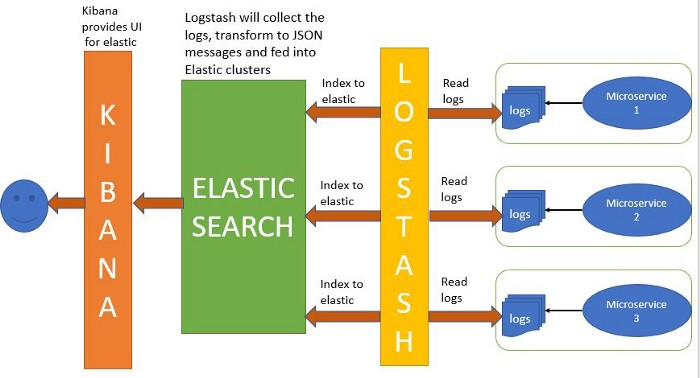 Kibana
provides UI
for elastic
Logstash will collect the
logs, transform to JSON
messages and fed into
Elastic clusters
KIBANA
ELASTIC
SEARCH
LOGSTASH
Index to
elastic
Read
logs
logs
Microservice
1
Index to
elastic
Read
logs
logs
Microservice
2
Index to
elastic
Read
logs
logs
Microservice
3